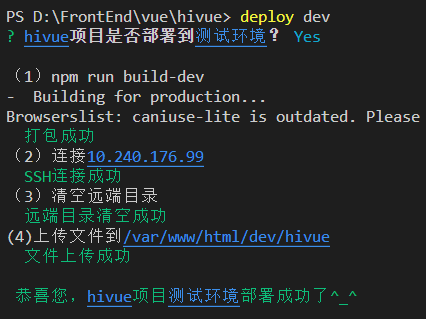 PS D:\FrontEnd\vue\hivue> deploy dev
? hivue项目是否部署到测试环境? Yes
（1）npm run build-dev
-  Building for production...
Browserslist: caniuse-lite is outdated. Please
打包成功
（2）连接10.240.176.99
SSH连接成功
（3）清空远端目录
远端目录清空成功
(4)上传文件到/var/www/html/dev/hivue
文件上传成功
恭喜您，hivue项目测试环境部署成功了^_^